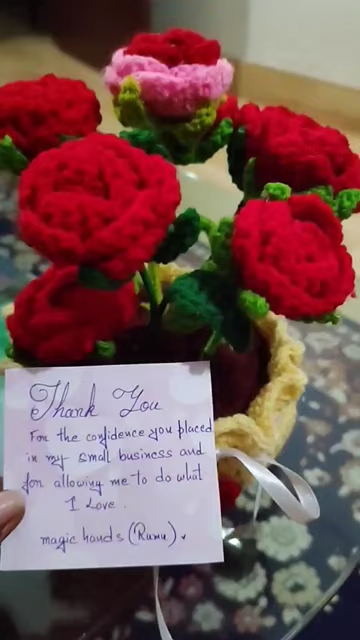 Thank You
For the confidence you placed
in my small business and
for allowing me to do what
I Love.
magic hands (Rumu).